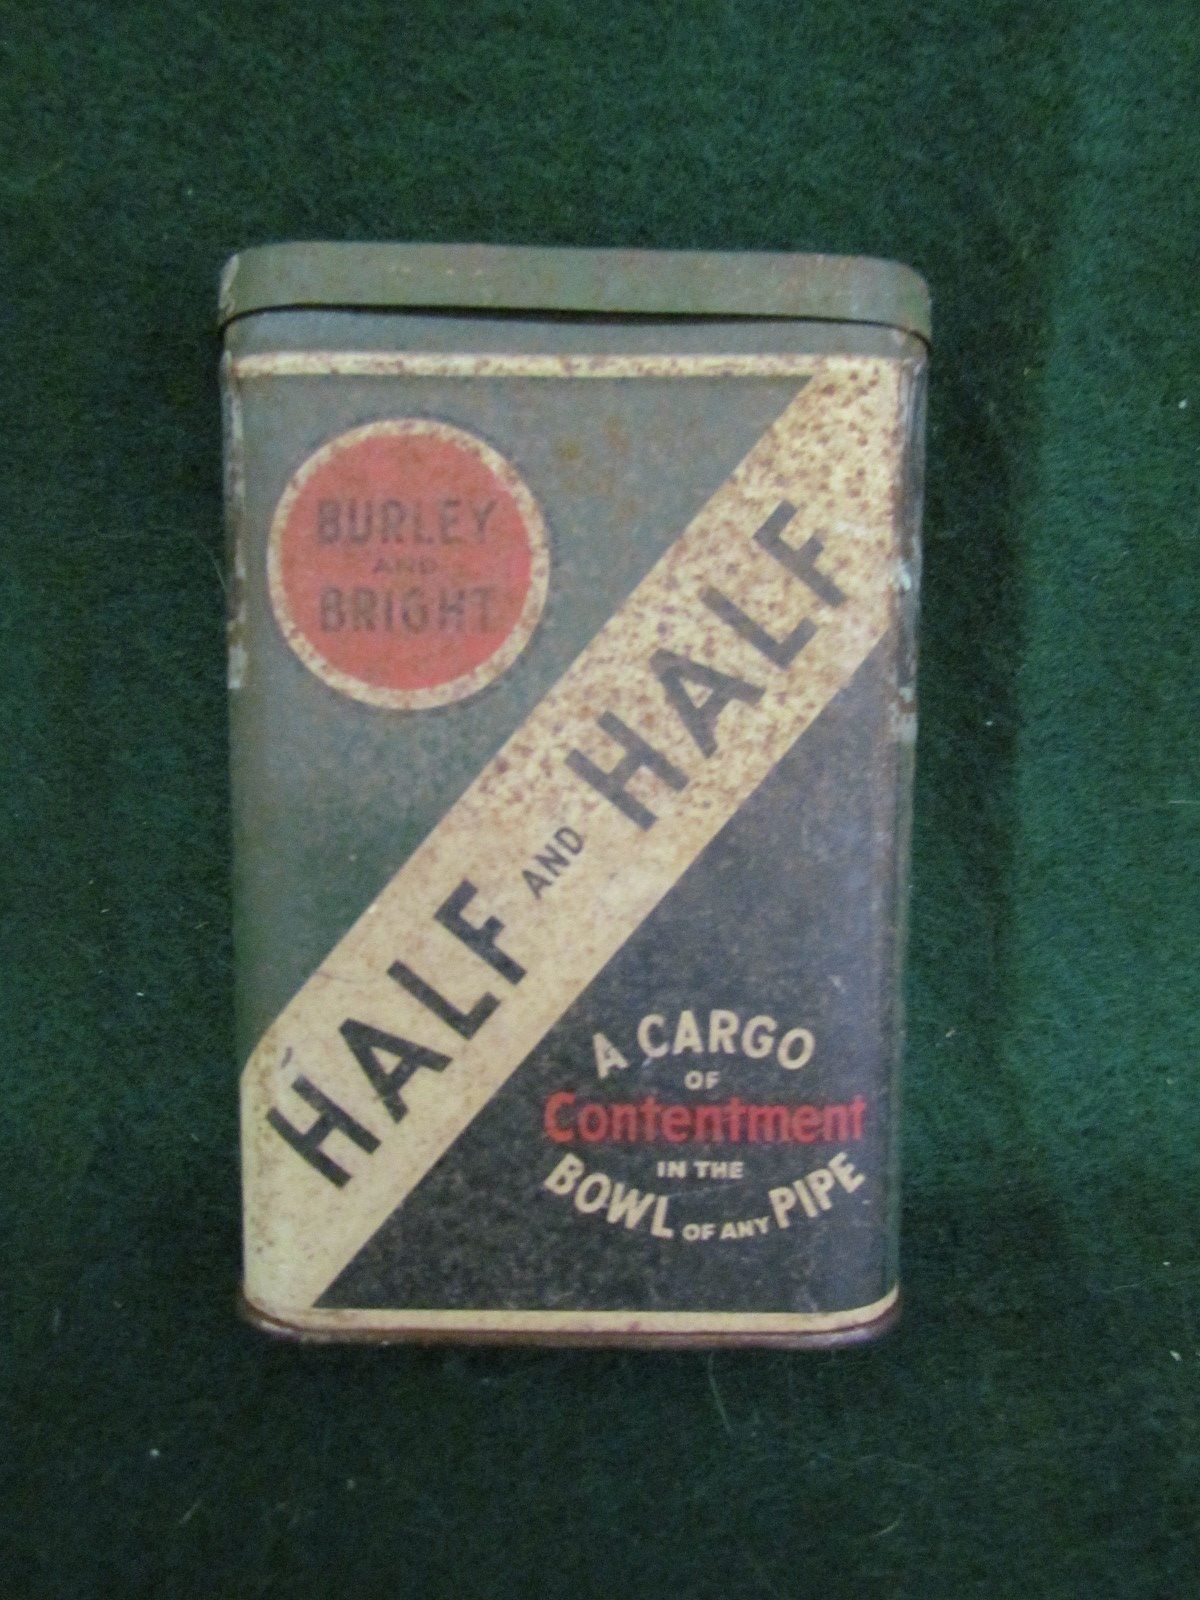 BURLEY
AND
BRIGHT
HALF AND HALF
A CARGO
OF
Contentment
IN THE
BOWL OF ANY PIPE